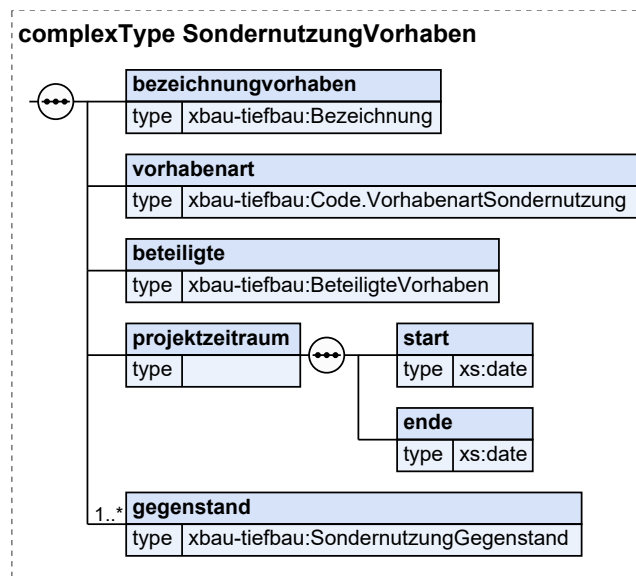 complexType SondernutzungVorhaben
bezeichnungvorhaben
type xbau-tiefbau:Bezeichnung
vorhabenart
type xbau-tiefbau:Code.VorhabenartSondernutzung
beteiligte
type xbau-tiefbau:BeteiligteVorhaben
projektzeitraum
type
start
type xs:date
ende
type xs:date
1..*
gegenstand
type xbau-tiefbau:SondernutzungGegenstand